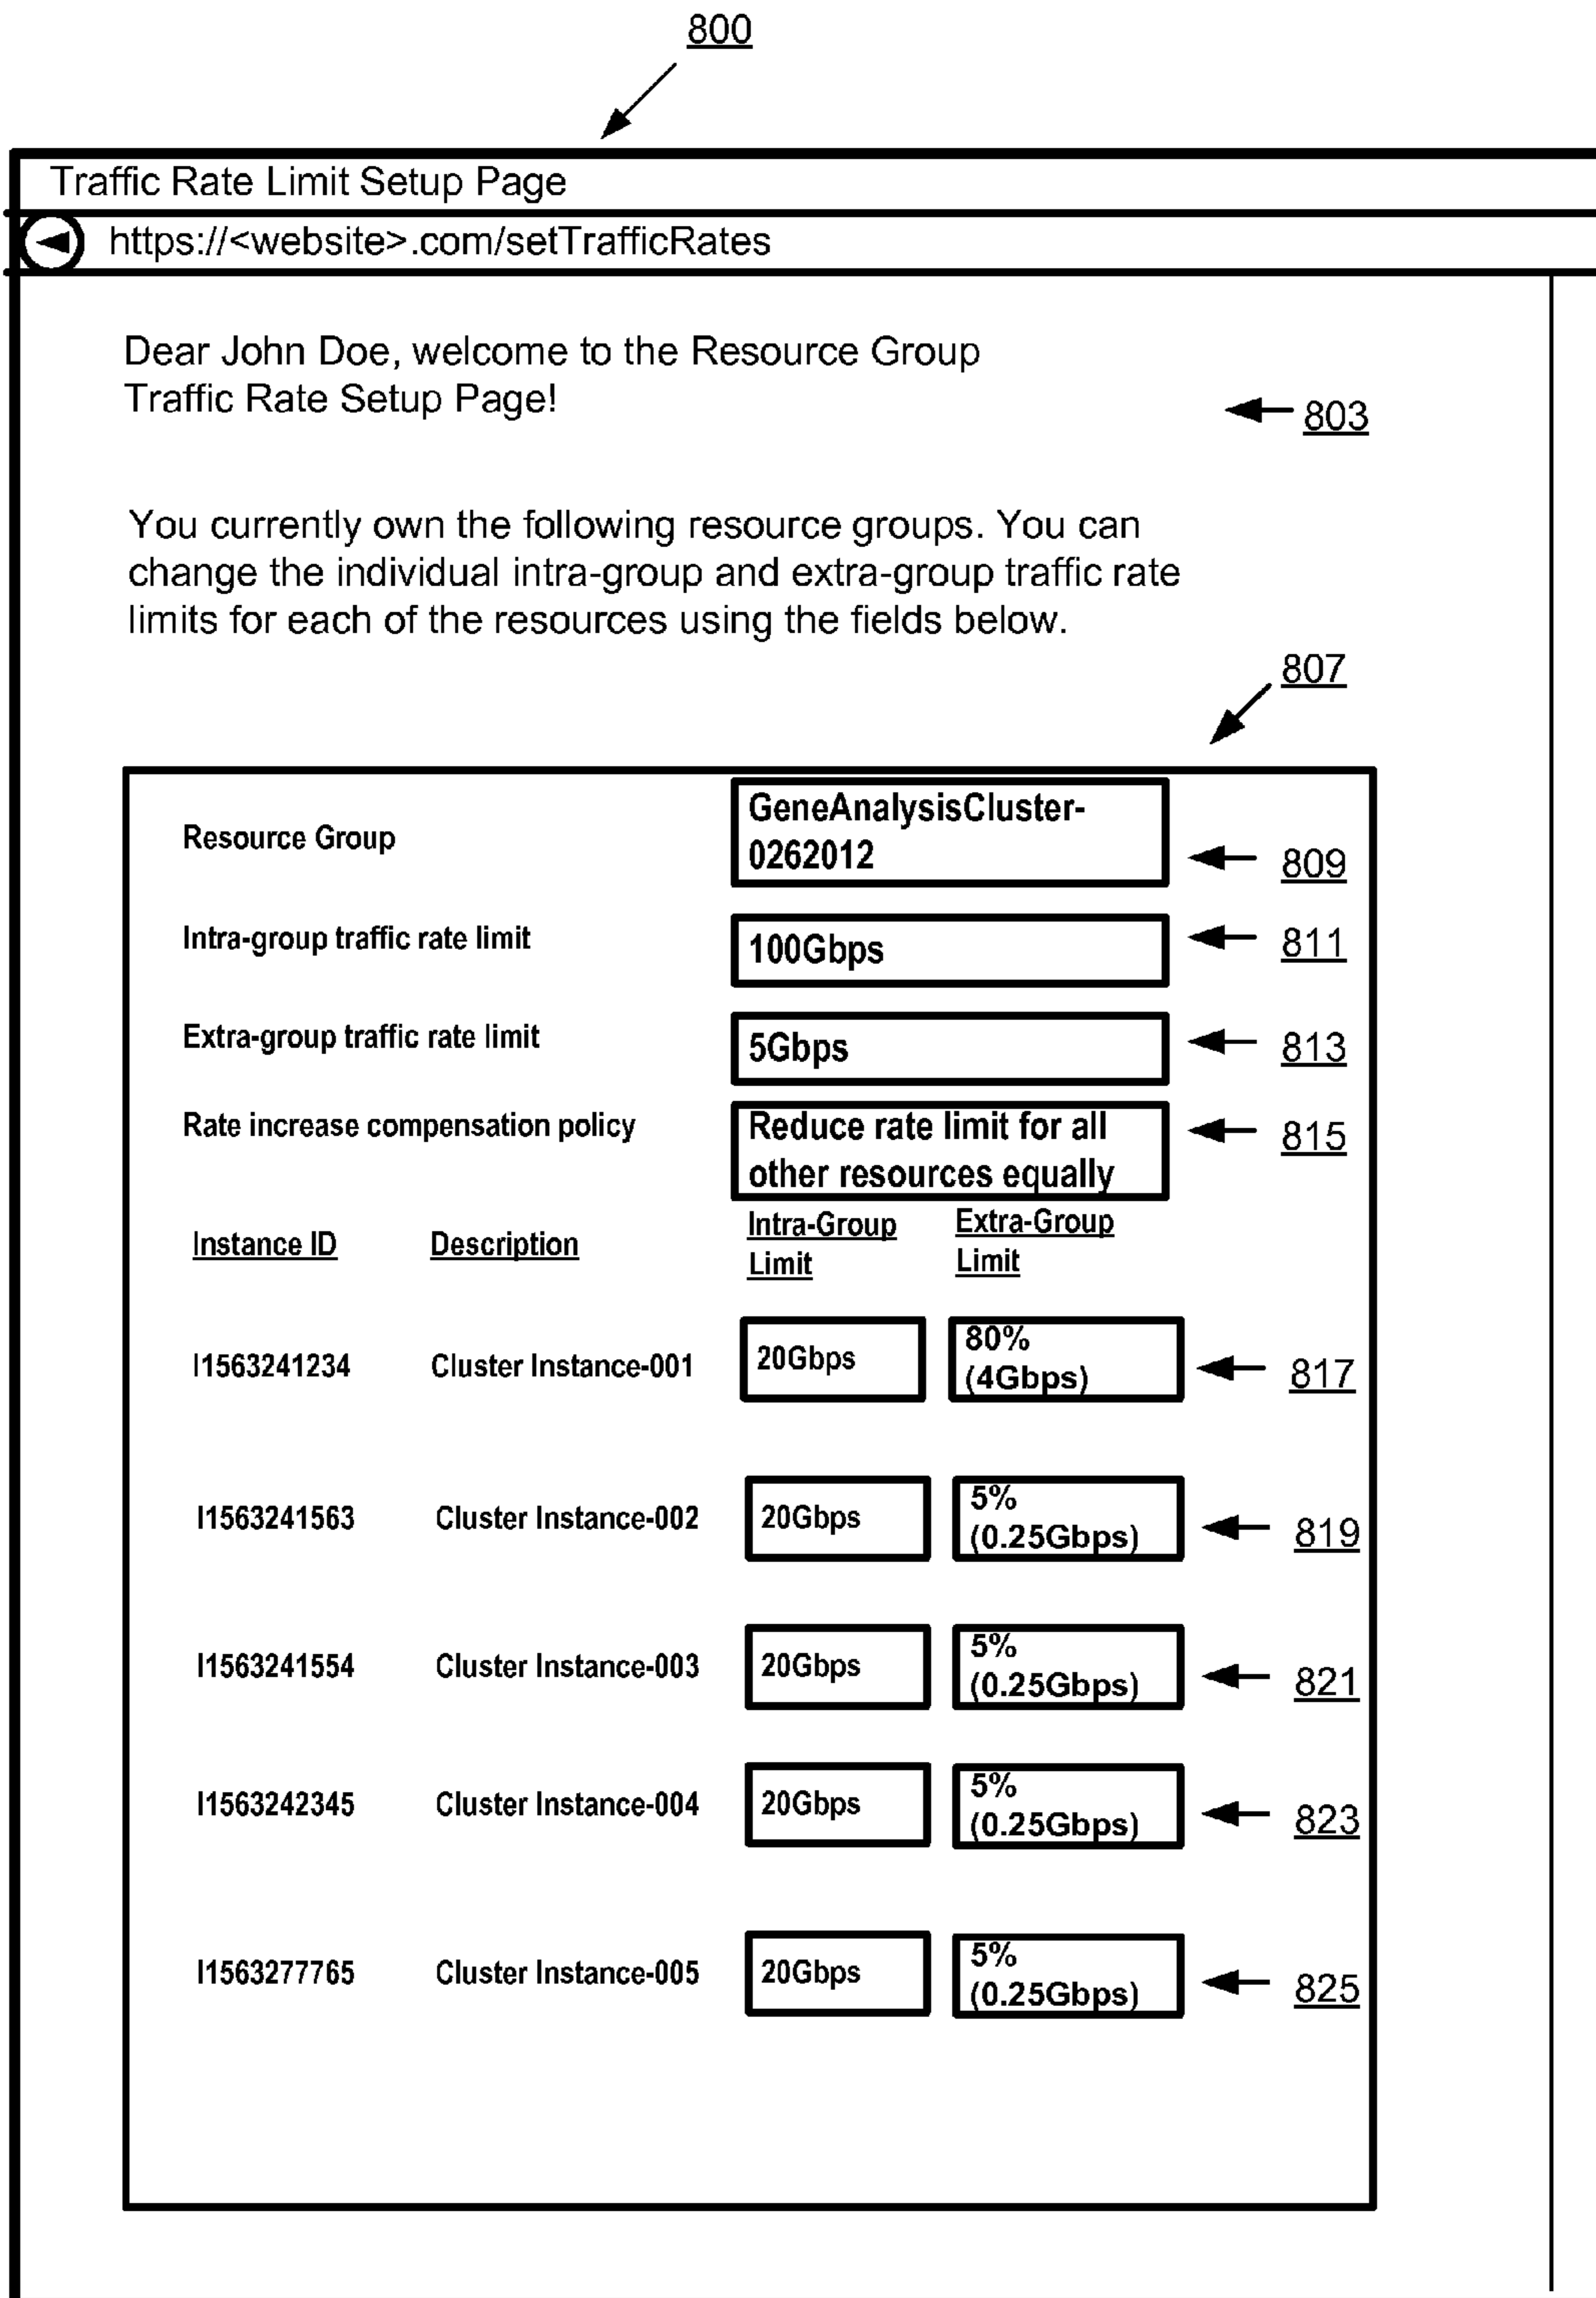 800
Traffic Rate Limit Setup Page
https://<website>.com/setTrafficRates
Dear John Doe, welcome to the Resource Group
Traffic Rate Setup Page!
803
You currently own the following resource groups. You can
change the individual intra-group and extra-group traffic rate
limits for each of the resources using the fields below.
807
Resource Group
GeneAnalysisCluster-
0262012
809
Intra-group traffic rate limit
100Gbps
811
Extra-group traffic rate limit
5Gbps
813
Rate increase compensation policy
Reduce rate limit for all
other resources equally
815
Instance ID
Description
Intra-Group
Limit
Extra-Group
Limit
I1563241234
Cluster Instance-001
20Gbps
80%
(4Gbps)
817
I1563241563
Cluster Instance-002
20Gbps
5%
(0.25Gbps)
819
I1563241554
Cluster Instance-003
20Gbps
5%
(0.25Gbps)
821
I1563242345
Cluster Instance-004
20Gbps
5%
(0.25Gbps)
823
I1563277765
Cluster Instance-005
20Gbps
5%
(0.25Gbps)
825